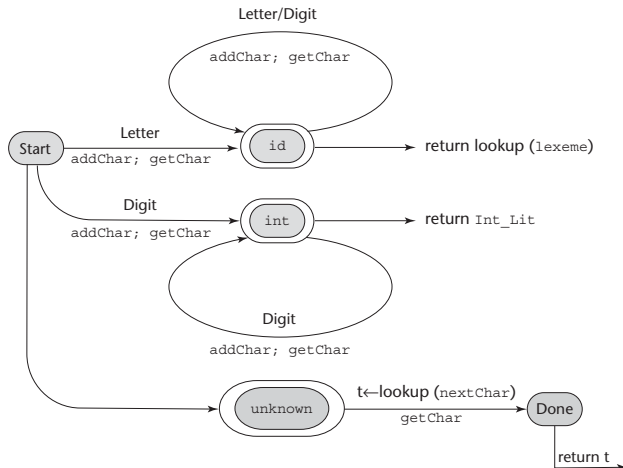 Letter/Digit
addChar; getChar
Start
Letter
addChar; getChar
id
return lookup (lexeme)
Digit
addChar; getChar
int
return Int_Lit
Digit
addChar; getChar
unknown
t←lookup (nextChar)
getChar
Done
return t